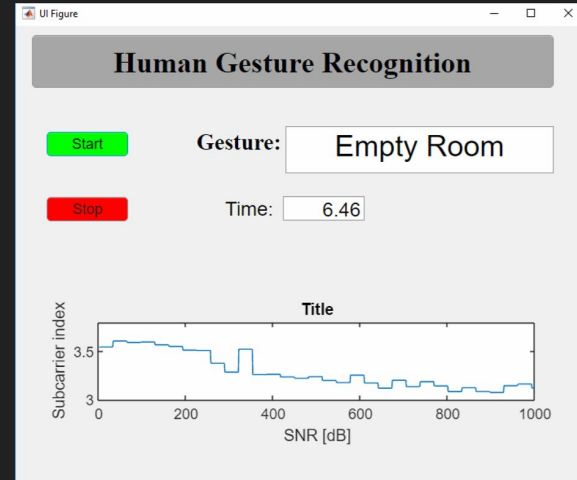 UI Figure
Human Gesture Recognition
Start
Gesture: Empty Room
Stop
Time: 6.46
Title
Subcarrier index
3.5
3
0 200 400 600 800 1000
SNR [dB]